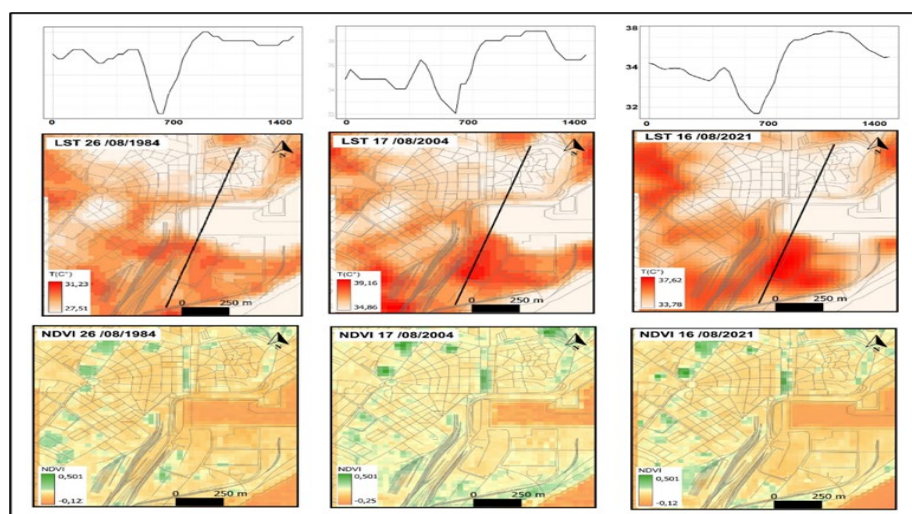 38
34
32
0 700 1400
0 700 1400
0 700 1400
LST 26 /08/1984
LST 17 /08/2004
LST 16 /08/2021
N
N
N
T(C°)
31,23
27,51
0 250 m
T(C°)
39,16
34,86
0 250 m
T(C°)
37,62
33,78
0 250 m
NDVI 26 /08/1984
NDVI 17 /08/2004
NDVI 16 /08/2021
N
N
N
NDVI
0,501
-0,12
0 250 m
NDVI
0,501
-0,25
0 250 m
NDVI
0,501
-0,12
0 250 m